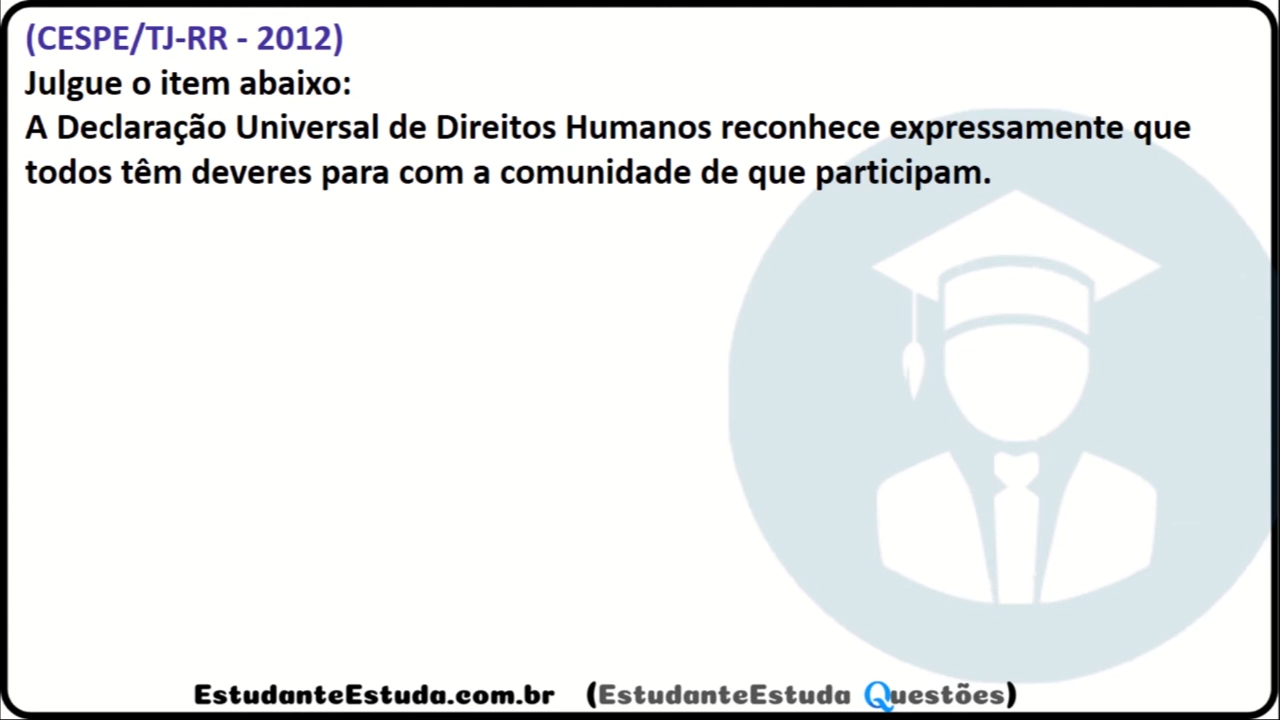 (CESPE/TJ-RR - 2012)
Julgue o item abaixo:
A Declaração Universal de Direitos Humanos reconhece expressamente que
todos têm deveres para com a comunidade de que participam.
EstudanteEstuda.com.br (EstudanteEstuda Questões)